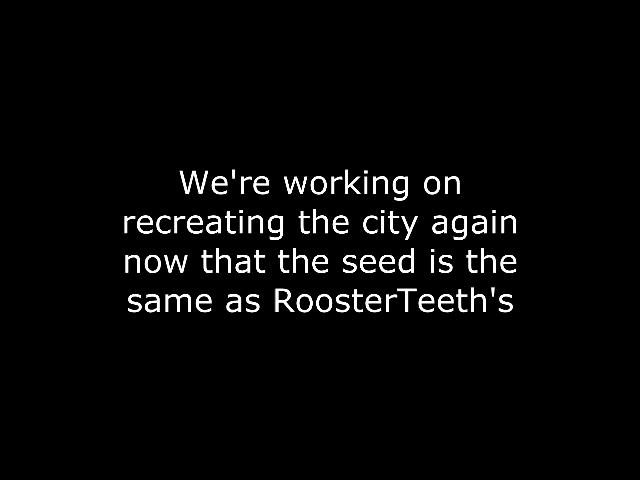 We're working on
recreating the city again
now that the seed is the
same as RoosterTeeth's